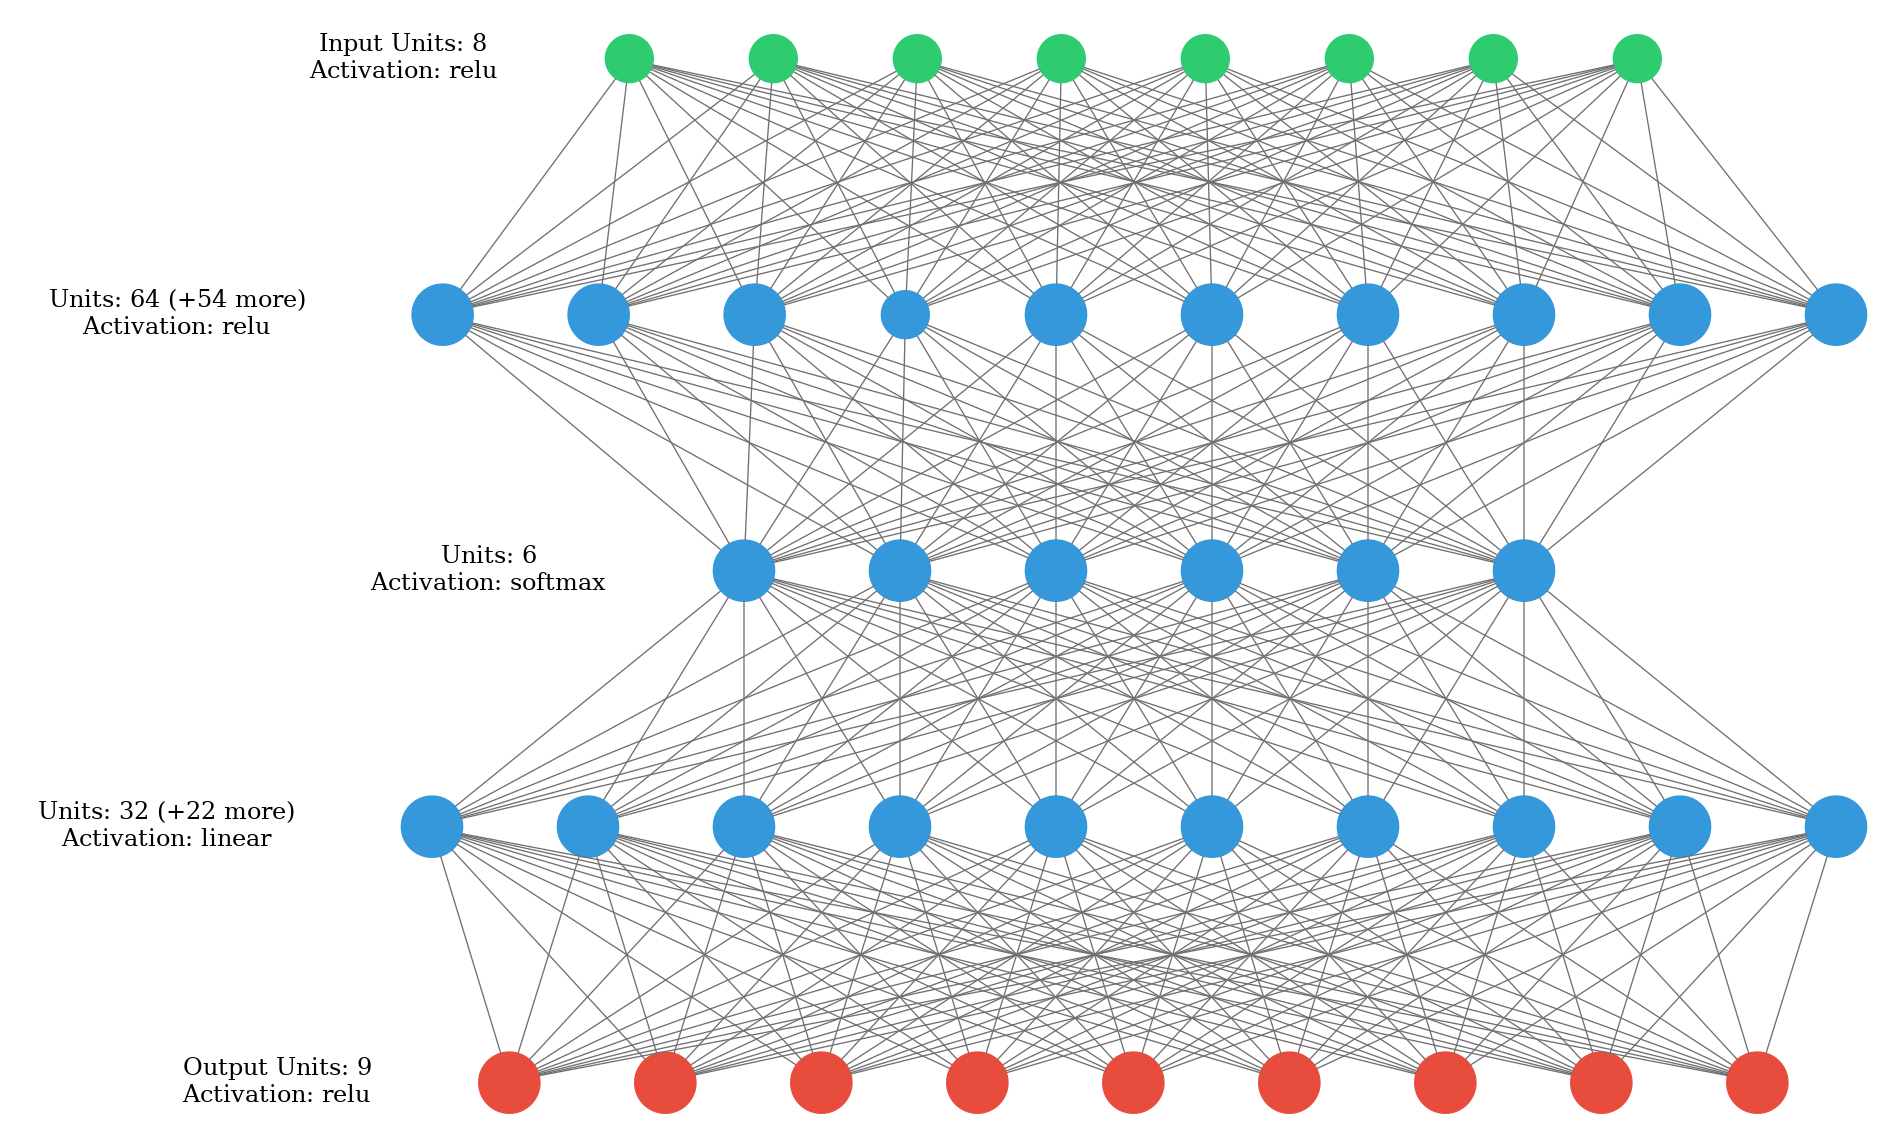 Input Units: 8
Activation: relu
Units: 64 (+54 more)
Activation: relu
Units: 6
Activation: softmax
Units: 32 (+22 more)
Activation: linear
Output Units: 9
Activation: relu